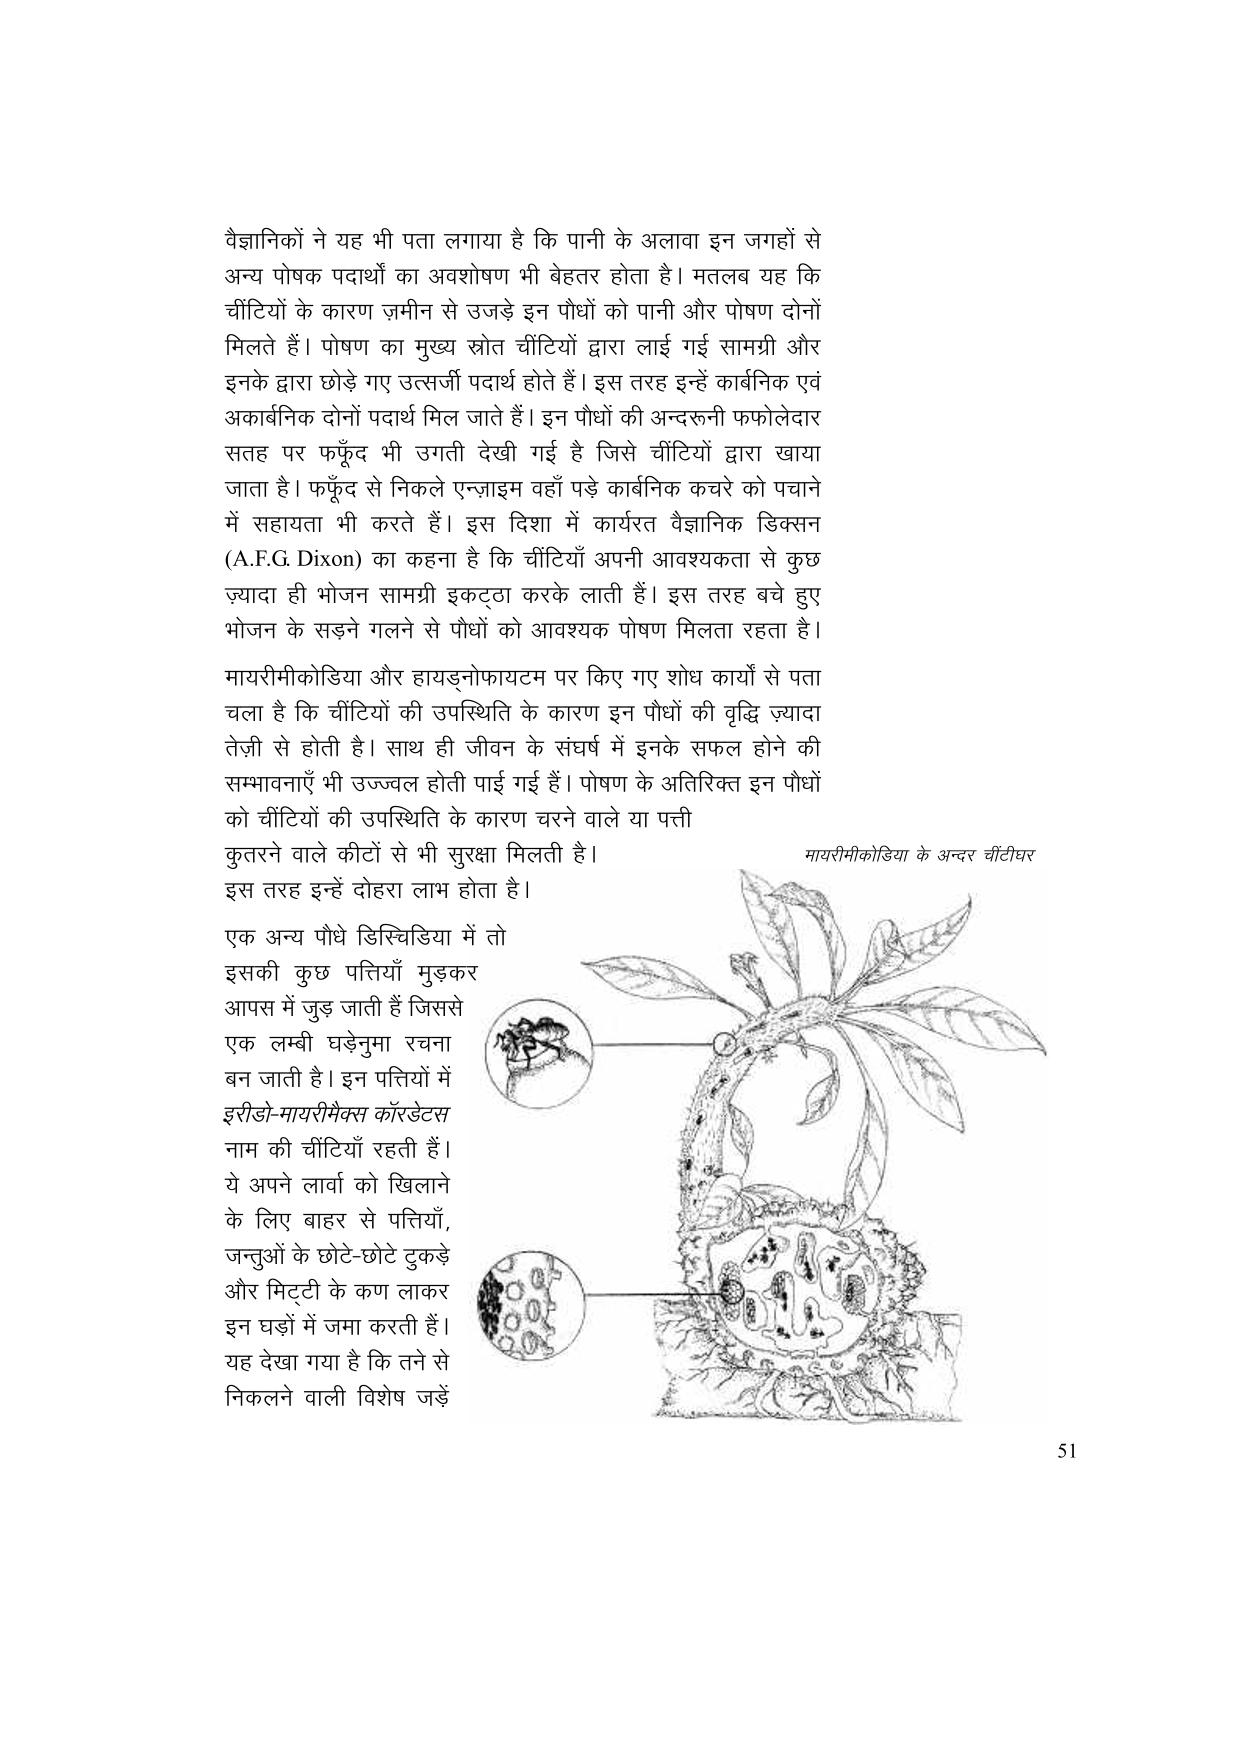 वैज्ञानिकों ने यह भी पता लगाया है कि पानी के अलावा इन जगहों से
अन्य पोषक पदार्थों का अवशोषण भी बेहतर होता है। मतलब यह कि
चींटियों के कारण ज़मीन से उजड़े इन पौधों को पानी और पोषण दोनों
मिलते हैं। पोषण का मुख्य स्रोत चींटियों द्वारा लाई गई सामग्री और
इनके द्वारा छोड़े गए उत्सर्जी पदार्थ होते हैं। इस तरह इन्हें कार्बनिक एवं
अकार्बनिक दोनों पदार्थ मिल जाते हैं। इन पौधों की अन्दरूनी फफोलेदार
सतह पर फफूँद भी उगती देखी गई है जिसे चींटियों द्वारा खाया
जाता है। फफूँद से निकले एन्ज़ाइम वहाँ पड़े कार्बनिक कचरे को पचाने
में सहायता भी करते हैं। इस दिशा में कार्यरत वैज्ञानिक डिक्सन
(A.F.G. Dixon) का कहना है कि चींटियाँ अपनी आवश्यकता से कुछ
ज़्यादा ही भोजन सामग्री इकट्ठा करके लाती हैं। इस तरह बचे हुए
भोजन के सड़ने गलने से पौधों को आवश्यक पोषण मिलता रहता है।
मायरीमीकोडिया और हायड्नोफायटम पर किए गए शोध कार्यों से पता
चला है कि चींटियों की उपस्थिति के कारण इन पौधों की वृद्धि ज़्यादा
तेज़ी से होती है। साथ ही जीवन के संघर्ष में इनके सफल होने की
सम्भावनाएँ भी उज्ज्वल होती पाई गई हैं। पोषण के अतिरिक्त इन पौधों
को चींटियों की उपस्थिति के कारण चरने वाले या पत्ती
कुतरने वाले कीटों से भी सुरक्षा मिलती है।
इस तरह इन्हें दोहरा लाभ होता है।
मायरीमीकोडिया के अन्दर चींटीघर
एक अन्य पौधे डिस्चिडिया में तो
इसकी कुछ पत्तियाँ मुड़कर
आपस में जुड़ जाती हैं जिससे
एक लम्बी घड़ेनुमा रचना
बन जाती है। इन पत्तियों में
इरीडो-मायरीमैक्स कॉरडेटस
नाम की चींटियाँ रहती हैं।
ये अपने लार्वा को खिलाने
के लिए बाहर से पत्तियाँ,
जन्तुओं के छोटे-छोटे टुकड़े
और मिट्टी के कण लाकर
इन घड़ों में जमा करती हैं।
यह देखा गया है कि तने से
निकलने वाली विशेष जड़ें
51